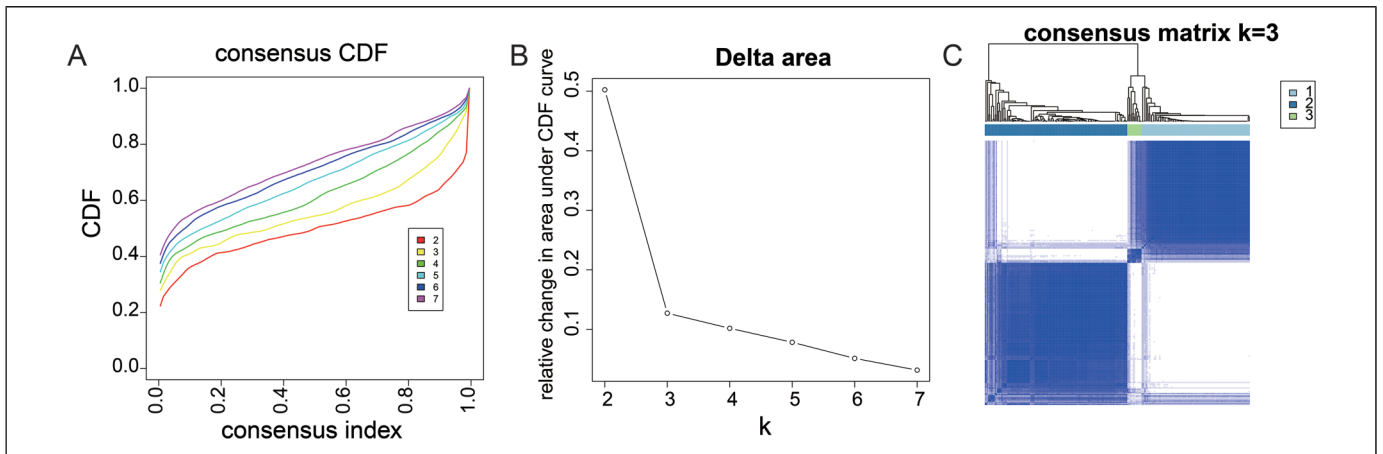 A
consensus CDF
CDF
1.0
0.8
0.6
0.4
0.2
0.0
2
3
4
5
6
7
0.0 0.2 0.4 0.6 0.8 1.0
consensus index
B
Delta area
relative change in area under CDF curve
0.5
0.4
0.3
0.2
0.1
2 3 4 5 6 7
k
C
consensus matrix k=3
1
2
3